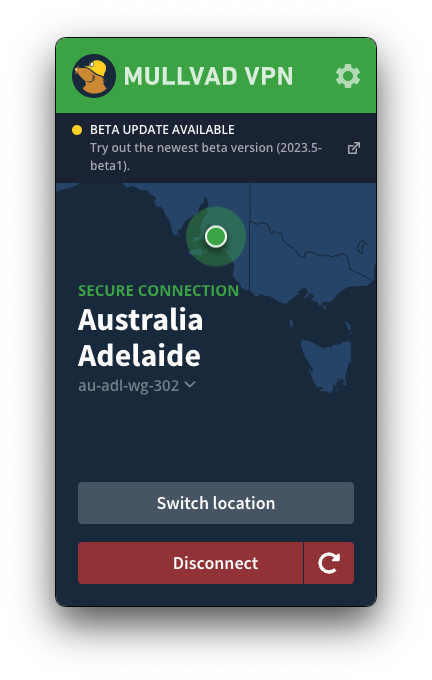 MULLVAD VPN
BETA UPDATE AVAILABLE
Try out the newest beta version (2023.5-
beta1).
SECURE CONNECTION
Australia
Adelaide
au-adl-wg-302
Switch location
Disconnect